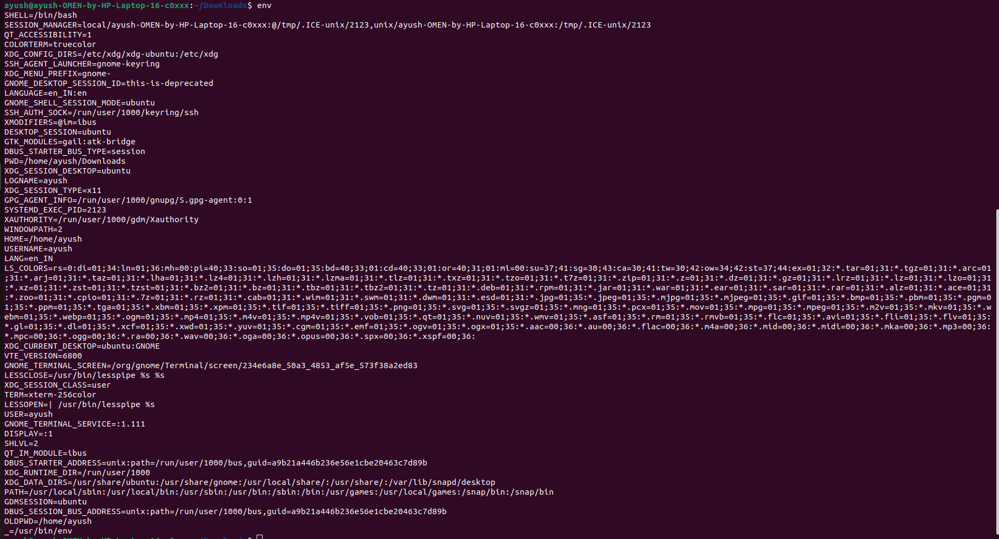 ayush@ayush-OMEN-by-HP-Laptop-16-c0xxx:~/Downloads$ env
SHELL=/bin/bash
SESSION_MANAGER=local/ayush-OMEN-by-HP-Laptop-16-c0xxx:@/tmp/.ICE-unix/2123,unix/ayush-OMEN-by-HP-Laptop-16-c0xxx:/tmp/.ICE-unix/2123
QT_ACCESSIBILITY=1
COLORTERM=truecolor
XDG_CONFIG_DIRS=/etc/xdg/xdg-ubuntu:/etc/xdg
SSH_AGENT_LAUNCHER=gnome-keyring
XDG_MENU_PREFIX=gnome-
GNOME_DESKTOP_SESSION_ID=this-is-deprecated
LANGUAGE=en_IN:en
GNOME_SHELL_SESSION_MODE=ubuntu
SSH_AUTH_SOCK=/run/user/1000/keyring/ssh
XMODIFIERS=@im=ibus
DESKTOP_SESSION=ubuntu
GTK_MODULES=gail:atk-bridge
DBUS_STARTER_BUS_TYPE=session
PWD=/home/ayush/Downloads
XDG_SESSION_DESKTOP=ubuntu
LOGNAME=ayush
XDG_SESSION_TYPE=x11
GPG_AGENT_INFO=/run/user/1000/gnupg/S.gpg-agent:0:1
SYSTEMD_EXEC_PID=2123
XAUTHORITY=/run/user/1000/gdm/Xauthority
WINDOWPATH=2
HOME=/home/ayush
USERNAME=ayush
LANG=en_IN
LS_COLORS=rs=0:di=01;34:ln=01;36:mh=00:pi=40;33:so=01;35:do=01;35:bd=40;33;01:cd=40;33;01:or=40;31;01:mi=00:su=37;41:sg=30;43:ca=30;41:tw=30;42:ow=34;42:st=37;44:ex=01;32:*.tar=01;31:*.tgz=01;31:*.arc=01
;31:*.arj=01;31:*.taz=01;31:*.lha=01;31:*.lz4=01;31:*.lzh=01;31:*.lzma=01;31:*.tlz=01;31:*.txz=01;31:*.tzo=01;31:*.t7z=01;31:*.zip=01;31:*.z=01;31:*.dz=01;31:*.gz=01;31:*.lrz=01;31:*.lz=01;31:*.lzo=01;31
:*.xz=01;31:*.zst=01;31:*.tzst=01;31:*.bz2=01;31:*.bz=01;31:*.tbz=01;31:*.tbz2=01;31:*.tz=01;31:*.deb=01;31:*.rpm=01;31:*.jar=01;31:*.war=01;31:*.ear=01;31:*.sar=01;31:*.rar=01;31:*.alz=01;31:*.ace=01;31
:*.zoo=01;31:*.cpio=01;31:*.7z=01;31:*.rz=01;31:*.cab=01;31:*.wim=01;31:*.swm=01;31:*.dwm=01;31:*.esd=01;31:*.jpg=01;35:*.jpeg=01;35:*.mjpg=01;35:*.mjpeg=01;35:*.gif=01;35:*.bmp=01;35:*.pbm=01;35:*.pgm=0
1;35:*.ppm=01;35:*.tga=01;35:*.xbm=01;35:*.xpm=01;35:*.tif=01;35:*.tiff=01;35:*.png=01;35:*.svg=01;35:*.svgz=01;35:*.mng=01;35:*.pcx=01;35:*.mov=01;35:*.mpg=01;35:*.mpeg=01;35:*.m2v=01;35:*.mkv=01;35:*.w
ebm=01;35:*.webp=01;35:*.ogm=01;35:*.mp4=01;35:*.m4v=01;35:*.mp4v=01;35:*.vob=01;35:*.qt=01;35:*.nuv=01;35:*.wmv=01;35:*.asf=01;35:*.rm=01;35:*.rmvb=01;35:*.flc=01;35:*.avi=01;35:*.fli=01;35:*.flv=01;35:
*.gl=01;35:*.dl=01;35:*.xcf=01;35:*.xwd=01;35:*.yuv=01;35:*.cgm=01;35:*.emf=01;35:*.ogv=01;35:*.ogx=01;35:*.aac=00;36:*.au=00;36:*.flac=00;36:*.m4a=00;36:*.mid=00;36:*.midi=00;36:*.mka=00;36:*.mp3=00;36:
*.mpc=00;36:*.ogg=00;36:*.ra=00;36:*.wav=00;36:*.oga=00;36:*.opus=00;36:*.spx=00;36:*.xspf=00;36:
XDG_CURRENT_DESKTOP=ubuntu:GNOME
VTE_VERSION=6800
GNOME_TERMINAL_SCREEN=/org/gnome/Terminal/screen/234e6a8e_50a3_4853_af5e_573f38a2ed83
LESSCLOSE=/usr/bin/lesspipe %s %s
XDG_SESSION_CLASS=user
TERM=xterm-256color
LESSOPEN=| /usr/bin/lesspipe %s
USER=ayush
GNOME_TERMINAL_SERVICE=:1.111
DISPLAY=:1
SHLVL=2
QT_IM_MODULE=ibus
DBUS_STARTER_ADDRESS=unix:path=/run/user/1000/bus,guid=a9b21a446b236e56e1cbe20463c7d89b
XDG_RUNTIME_DIR=/run/user/1000
XDG_DATA_DIRS=/usr/share/ubuntu:/usr/share/gnome:/usr/local/share/:/usr/share/:/var/lib/snapd/desktop
PATH=/usr/local/sbin:/usr/local/bin:/usr/sbin:/usr/bin:/sbin:/bin:/usr/games:/usr/local/games:/snap/bin:/snap/bin
GDMSESSION=ubuntu
DBUS_SESSION_BUS_ADDRESS=unix:path=/run/user/1000/bus,guid=a9b21a446b236e56e1cbe20463c7d89b
OLDPWD=/home/ayush
_=/usr/bin/env